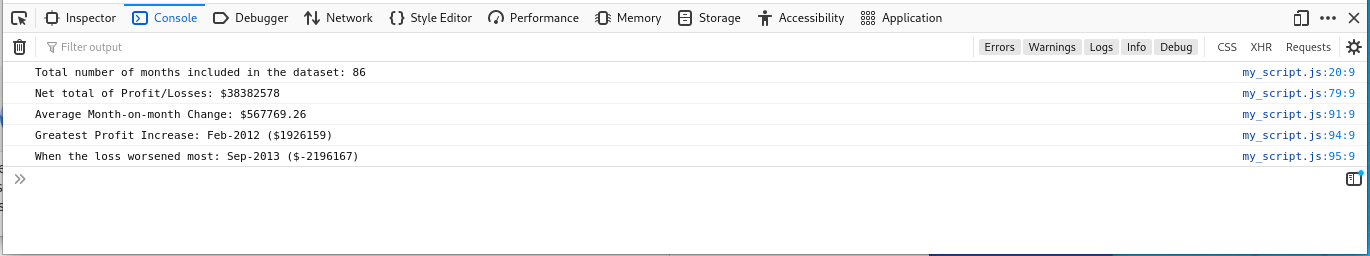 Inspector Console Debugger Network Style Editor Performance Memory Storage Accessibility Application
Filter output Errors Warnings Logs Info Debug CSS XHR Requests
Total number of months included in the dataset: 86 my_script.js:20:9
Net total of Profit/Losses: $38382578 my_script.js:79:9
Average Month-on-month Change: $567769.26 my_script.js:91:9
Greatest Profit Increase: Feb-2012 ($1926159) my_script.js:94:9
When the loss worsened most: Sep-2013 ($-2196167) my_script.js:95:9